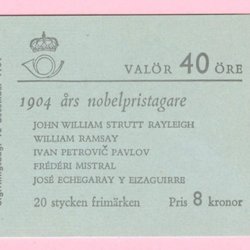 VALÖR 40 ÖRE
1904 års nobelpristagare
JOHN WILLIAM STRUTT RAYLEIGH
WILLIAM RAMSAY
IVAN PETROVIČ PAVLOV
FRÉDÉRI MISTRAL
JOSÉ ECHEGARAY Y EIZAGUIRRE
20 stycken frimärken Pris 8 kronor